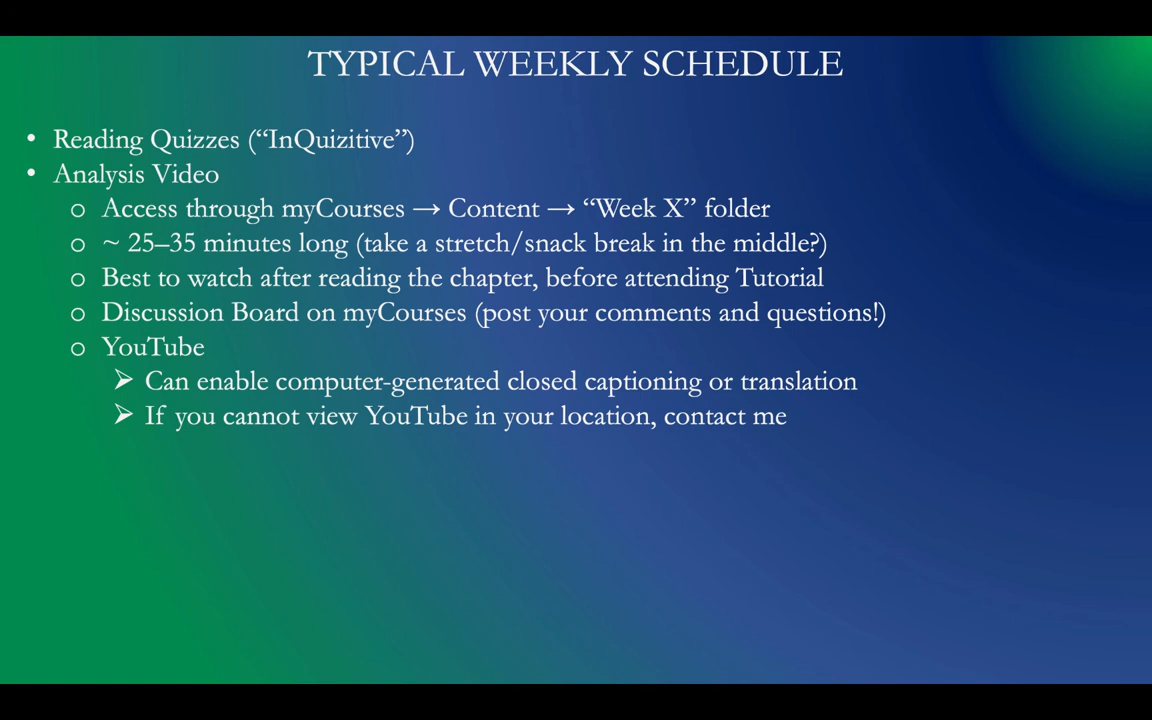 TYPICAL WEEKLY SCHEDULE
• Reading Quizzes (“InQuizitive”)
• Analysis Video
o Access through myCourses → Content → “Week X” folder
o ~ 25–35 minutes long (take a stretch/snack break in the middle?)
o Best to watch after reading the chapter, before attending Tutorial
o Discussion Board on myCourses (post your comments and questions!)
o YouTube
➢ Can enable computer-generated closed captioning or translation
➢ If you cannot view YouTube in your location, contact me